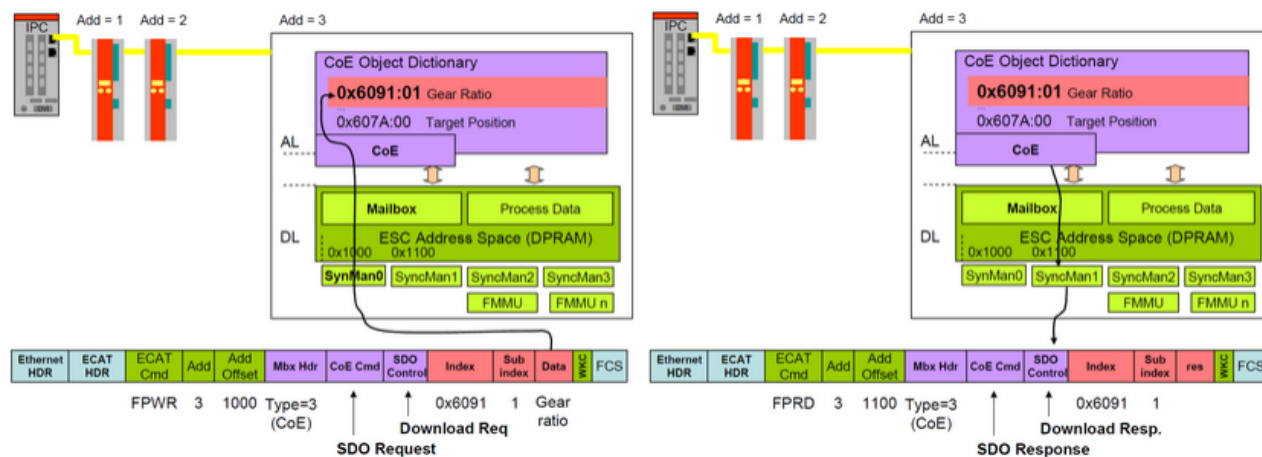 Add = 1 Add = 2 Add = 3
IPC
CoE Object Dictionary
0x6091:01 Gear Ratio
...
0x607A:00 Target Position
AL
CoE
Mailbox Process Data
DL
ESC Address Space (DPRAM)
0x1000 0x1100
SynMan0 SyncMan1 SyncMan2 SyncMan3
FMMU FMMU n
Ethernet HDR ECAT HDR ECAT Cmd Add Add Offset Mbx Hdr CoE Cmd SDO Control Index Sub index Data WKC FCS
FPWR 3 1000 Type=3 (CoE) 0x6091 1 Gear ratio
Download Req
SDO Request
Add = 1 Add = 2 Add = 3
IPC
CoE Object Dictionary
0x6091:01 Gear Ratio
...
0x607A:00 Target Position
AL
CoE
Mailbox Process Data
DL
ESC Address Space (DPRAM)
0x1000 0x1100
SynMan0 SyncMan1 SyncMan2 SyncMan3
FMMU FMMU n
Ethernet HDR ECAT HDR ECAT Cmd Add Add Offset Mbx Hdr CoE Cmd SDO Control Index Sub index res WKC FCS
FPRD 3 1100 Type=3 (CoE) 0x6091 1
Download Resp.
SDO Response